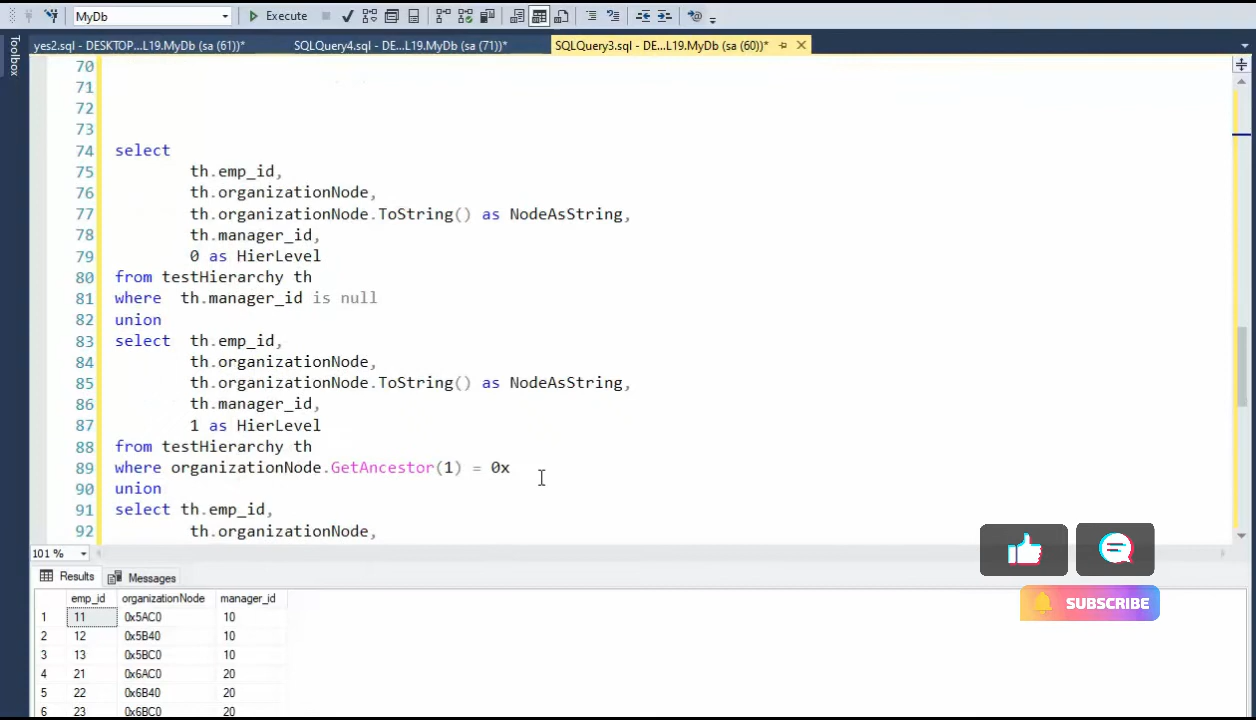 MyDb Execute
yes2.sql - DESKTOP...L19.MyDb (sa (61))* SQLQuery4.sql - DE...L19.MyDb (sa (71))* SQLQuery3.sql - DE...L19.MyDb (sa (60))*
Toolbox
70
71
72
73
74 select
75 th.emp_id,
76 th.organizationNode,
77 th.organizationNode.ToString() as NodeAsString,
78 th.manager_id,
79 0 as HierLevel
80 from testHierarchy th
81 where th.manager_id is null
82 union
83 select th.emp_id,
84 th.organizationNode,
85 th.organizationNode.ToString() as NodeAsString,
86 th.manager_id,
87 1 as HierLevel
88 from testHierarchy th
89 where organizationNode.GetAncestor(1) = 0x
90 union
91 select th.emp_id,
92 th.organizationNode,
101 %
Results Messages
emp_id organizationNode manager_id
1 11 0x5AC0 10
2 12 0x5B40 10
3 13 0x5BC0 10
4 21 0x6AC0 20
5 22 0x6B40 20
6 23 0x6BC0 20
SUBSCRIBE